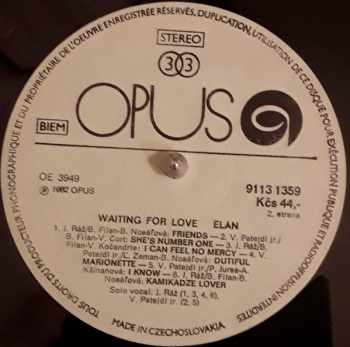 STEREO
33
OPUS
BIEM
OE 3949
℗ 1982 OPUS
9113 1359
Kčs 44,-
2. strana
WAITING FOR LOVE ELÁN
1. J. Ráž/B. Filan-B. Nosáľová: FRIENDS — 2. V. Patejdl jr./
B. Filan-V. Cort: SHE'S NUMBER ONE — 3. J. Ráž/B.
Filan-V. Kočandrle: I CAN FEEL NO MERCY — 4. V.
Patejdl jr./L. Zeman-B. Nosáľová: DUTIFUL
MARIONETTE — 5. V. Patejdl jr./P. Jursa-A.
Kšinanová: I KNOW — 6. J. Ráž/B. Filan-B.
Nosáľová: KAMIKADZE LOVER
Solo vocal: J. Ráž (1, 3, 4, 6), V.
Patejdl jr. (2, 5)
TOUS DROITS DU PRODUCTEUR PHONOGRAPHIQUE ET DU PROPRIÉTAIRE DE L'OEUVRE ENREGISTRÉE RÉSERVÉS, DUPLICATION, UTILISATION DE CE DISQUE POUR EXÉCUTION PUBLIQUE ET RADIODIFFUSION INTERDITES
MADE IN CZECHOSLOVAKIA